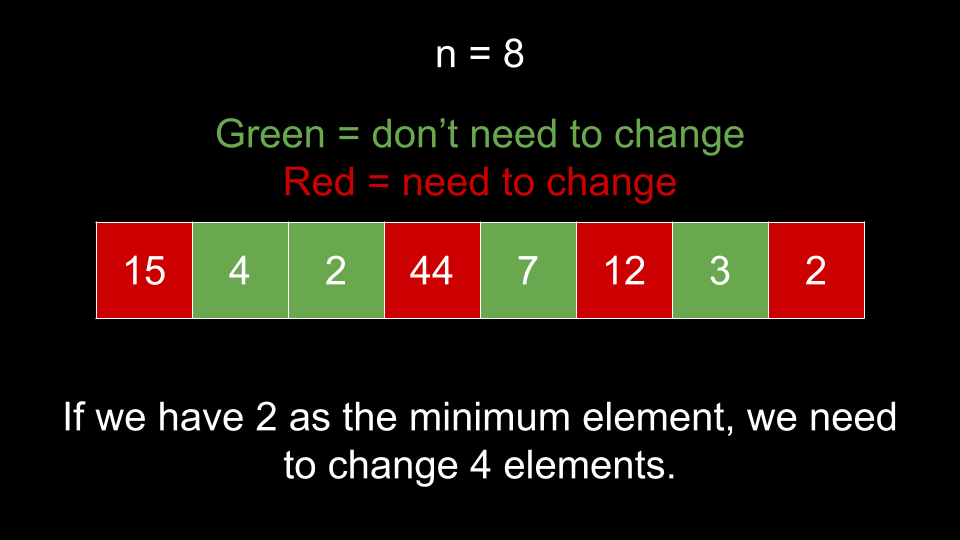 n = 8
Green = don’t need to change
Red = need to change
15 4 2 44 7 12 3 2
If we have 2 as the minimum element, we need
to change 4 elements.